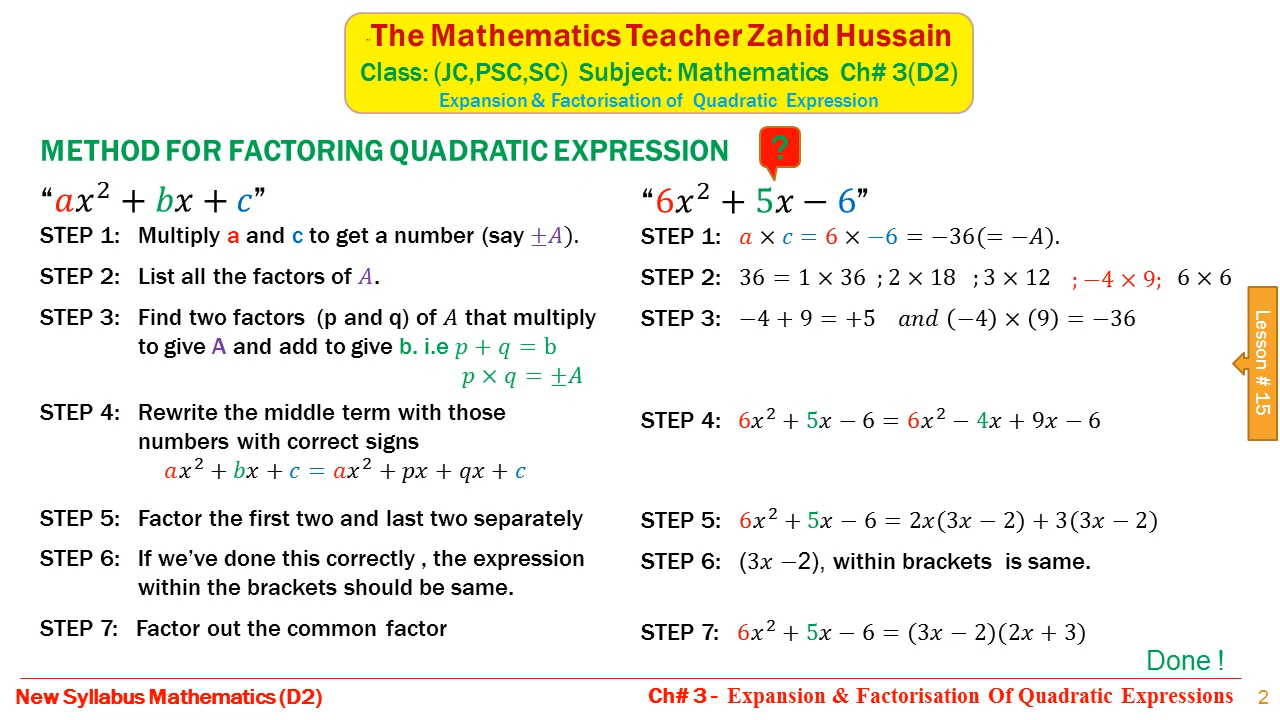 The Mathematics Teacher Zahid Hussain
Class: (JC,PSC,SC) Subject: Mathematics Ch# 3(D2)
Expansion & Factorisation of Quadratic Expression
METHOD FOR FACTORING QUADRATIC EXPRESSION
?
“ax² + bx + c”
STEP 1: Multiply a and c to get a number (say ±A).
STEP 2: List all the factors of A.
STEP 3: Find two factors (p and q) of A that multiply
to give A and add to give b. i.e p + q = b
p × q = ±A
STEP 4: Rewrite the middle term with those
numbers with correct signs
ax² + bx + c = ax² + px + qx + c
STEP 5: Factor the first two and last two separately
STEP 6: If we’ve done this correctly , the expression
within the brackets should be same.
STEP 7: Factor out the common factor
“6x² + 5x − 6”
STEP 1: a × c = 6 × −6 = −36(= −A).
STEP 2: 36 = 1 × 36 ; 2 × 18 ; 3 × 12 ; −4 × 9; 6 × 6
STEP 3: −4 + 9 = +5 and (−4) × (9) = −36
STEP 4: 6x² + 5x − 6 = 6x² − 4x + 9x − 6
STEP 5: 6x² + 5x − 6 = 2x(3x − 2) + 3(3x − 2)
STEP 6: (3x −2), within brackets is same.
STEP 7: 6x² + 5x − 6 = (3x − 2)(2x + 3)
Done !
Lesson # 15
New Syllabus Mathematics (D2)
Ch# 3 - Expansion & Factorisation Of Quadratic Expressions
2